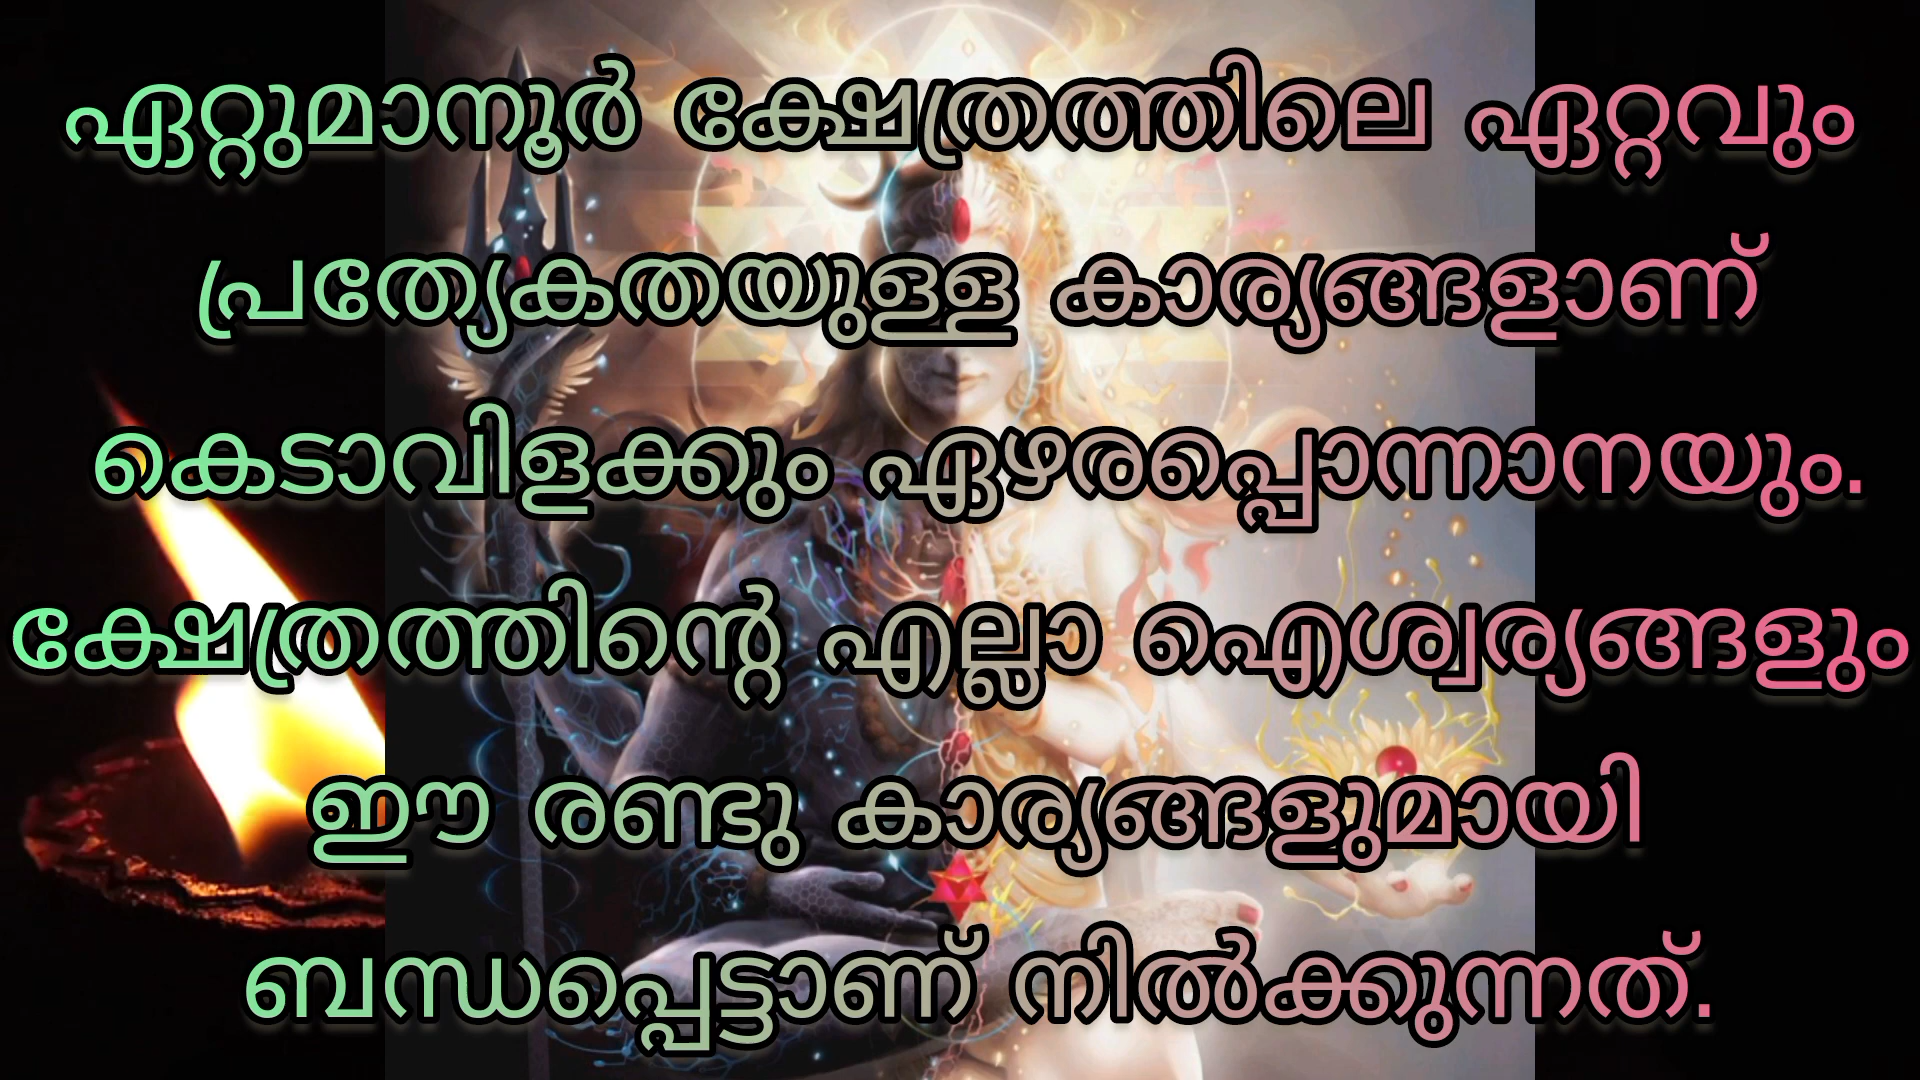 ഏറ്റുമാനൂർ ക്ഷേത്രത്തിലെ ഏറ്റവും
പ്രത്യേകതയുള്ള കാര്യങ്ങളാണ്
കെടാവിളക്കും ഏഴരപ്പൊന്നാനയും.
ക്ഷേത്രത്തിന്റെ എല്ലാ ഐശ്വര്യങ്ങളും
ഈ രണ്ടു കാര്യങ്ങളുമായി
ബന്ധപ്പെട്ടാണ് നിൽക്കുന്നത്.